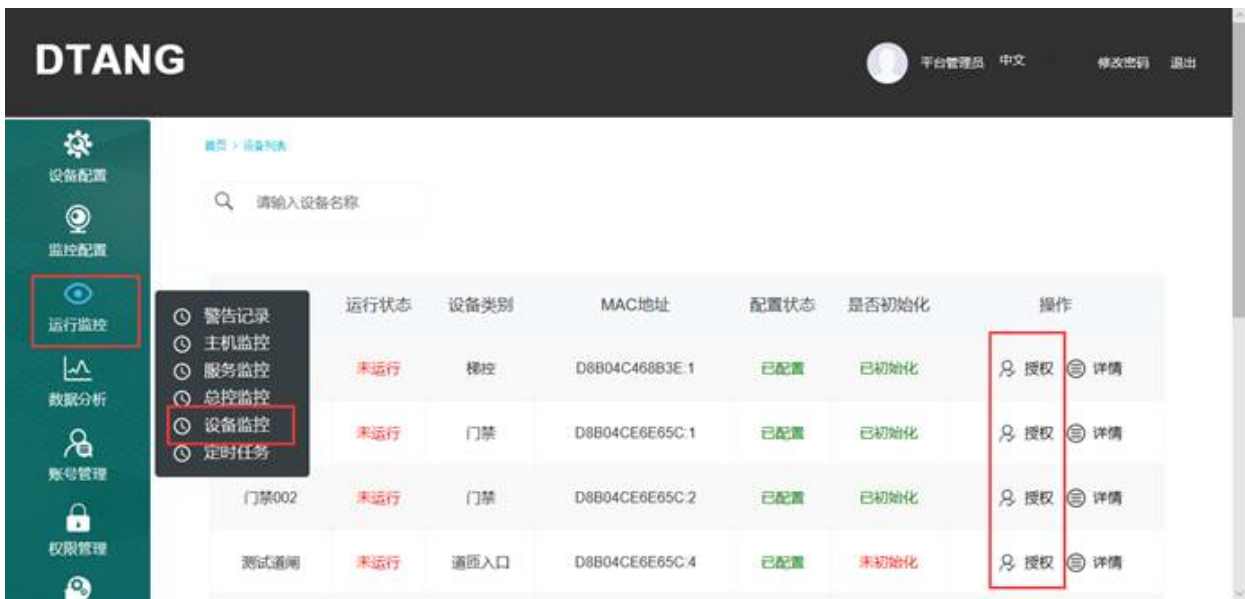 DTANG
平台管理员 中文 修改密码 退出
首页 > 设备列表
请输入设备名称
设备配置
监控配置
运行监控
数据分析
账号管理
权限管理
警告记录
主机监控
服务监控
总控监控
设备监控
定时任务
运行状态 设备类别 MAC地址 配置状态 是否初始化 操作
未运行 梯控 D8B04C468B3E:1 已配置 已初始化 授权 详情
未运行 门禁 D8B04CE6E65C:1 已配置 已初始化 授权 详情
门禁002 未运行 门禁 D8B04CE6E65C:2 已配置 已初始化 授权 详情
测试道闸 未运行 道匝入口 D8B04CE6E65C:4 已配置 未初始化 授权 详情